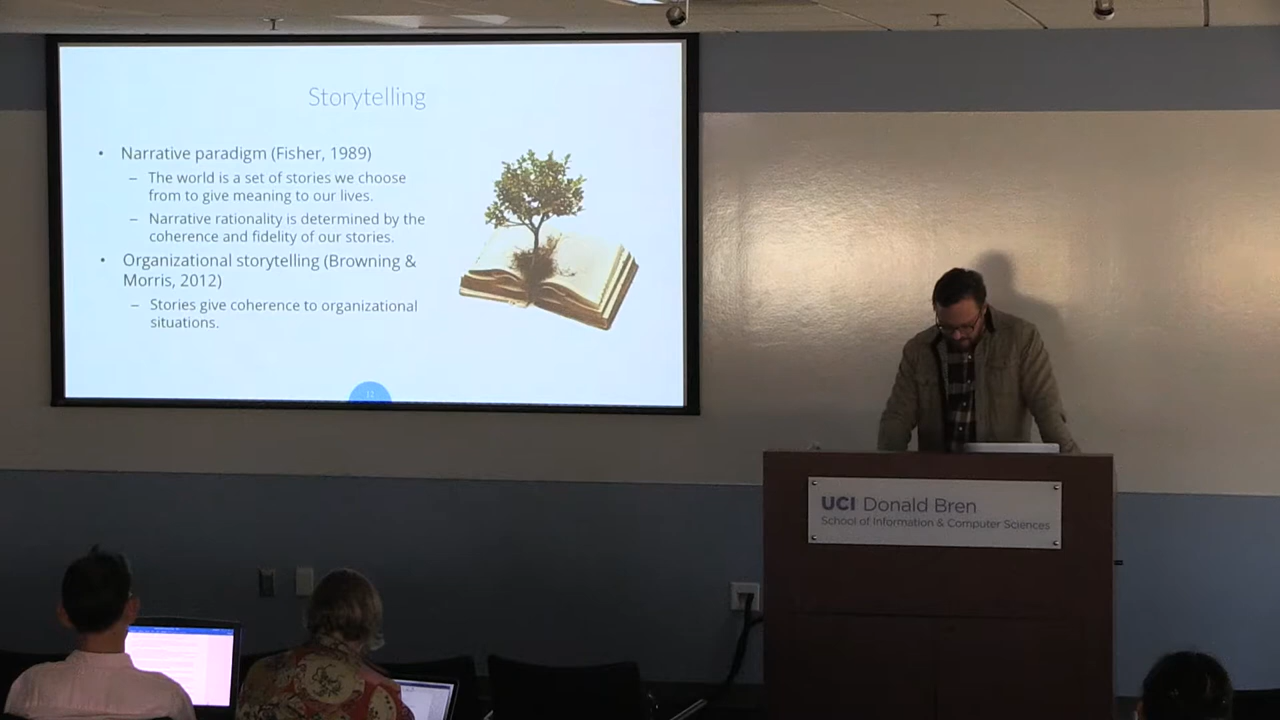 Storytelling
• Narrative paradigm (Fisher, 1989)
– The world is a set of stories we choose
from to give meaning to our lives.
– Narrative rationality is determined by the
coherence and fidelity of our stories.
• Organizational storytelling (Browning &
Morris, 2012)
– Stories give coherence to organizational
situations.
12
UCI Donald Bren
School of Information & Computer Sciences